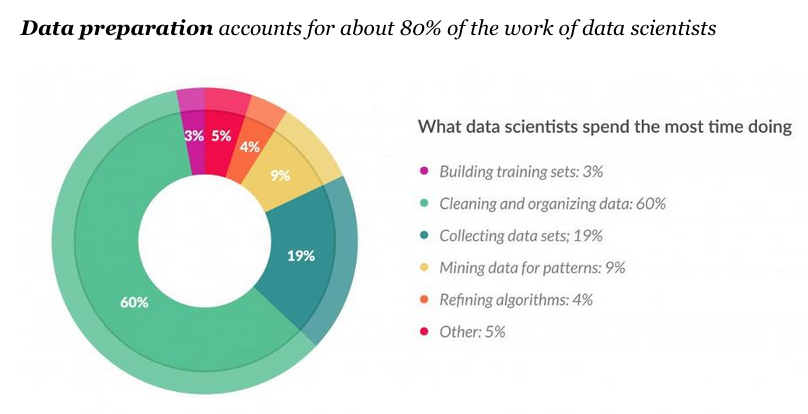 Data preparation accounts for about 80% of the work of data scientists
What data scientists spend the most time doing
3%
5%
4%
9%
19%
60%
Building training sets: 3%
Cleaning and organizing data: 60%
Collecting data sets; 19%
Mining data for patterns: 9%
Refining algorithms: 4%
Other: 5%